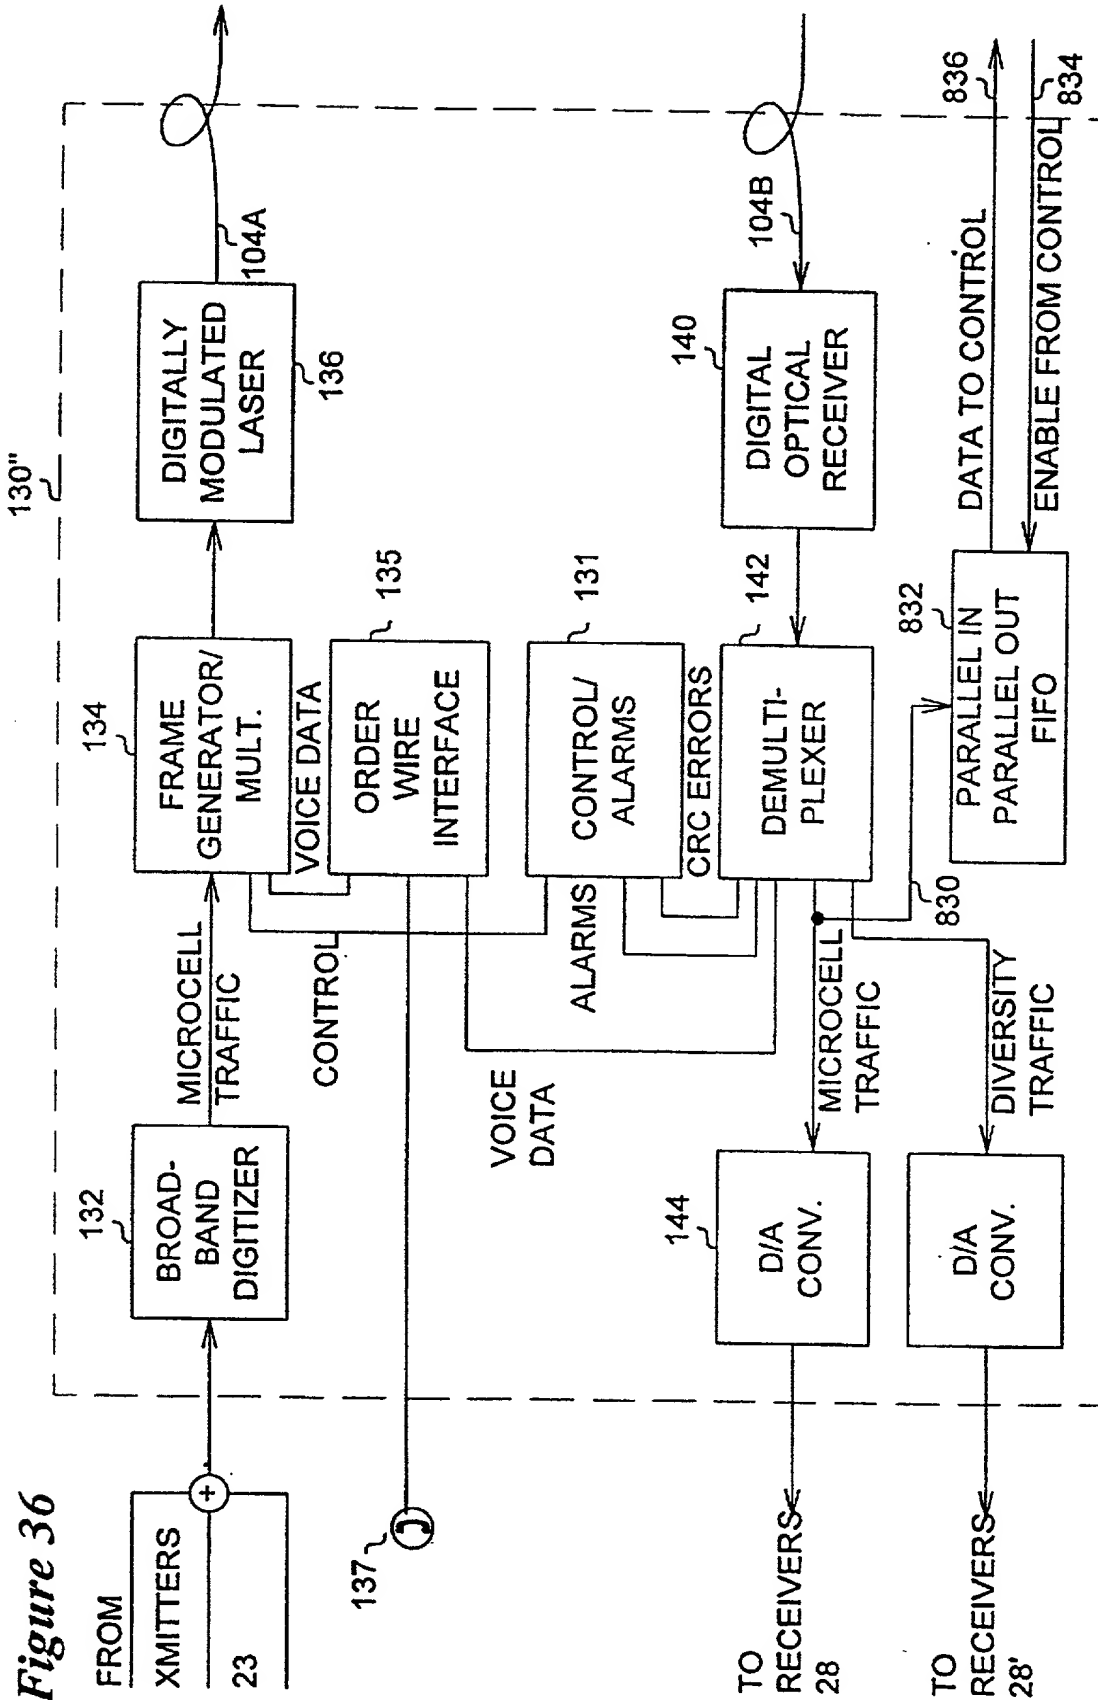 Figure 36
130"
FROM
XMITTERS
23
132
BROAD-
BAND
DIGITIZER
MICROCELL
TRAFFIC
134
FRAME
GENERATOR/
MULT.
DIGITALLY
MODULATED
LASER
136
104A
VOICE DATA
135
ORDER
WIRE
INTERFACE
CONTROL
137
131
CONTROL/
ALARMS
ALARMS
CRC ERRORS
VOICE
DATA
142
DEMULTI-
PLEXER
140
DIGITAL
OPTICAL
RECEIVER
104B
MICROCELL
TRAFFIC
144
D/A
CONV.
TO
RECEIVERS
28
DIVERSITY
TRAFFIC
D/A
CONV.
TO
RECEIVERS
28'
830
832
PARALLEL IN
PARALLEL OUT
FIFO
DATA TO CONTROL
836
ENABLE FROM CONTROL
834